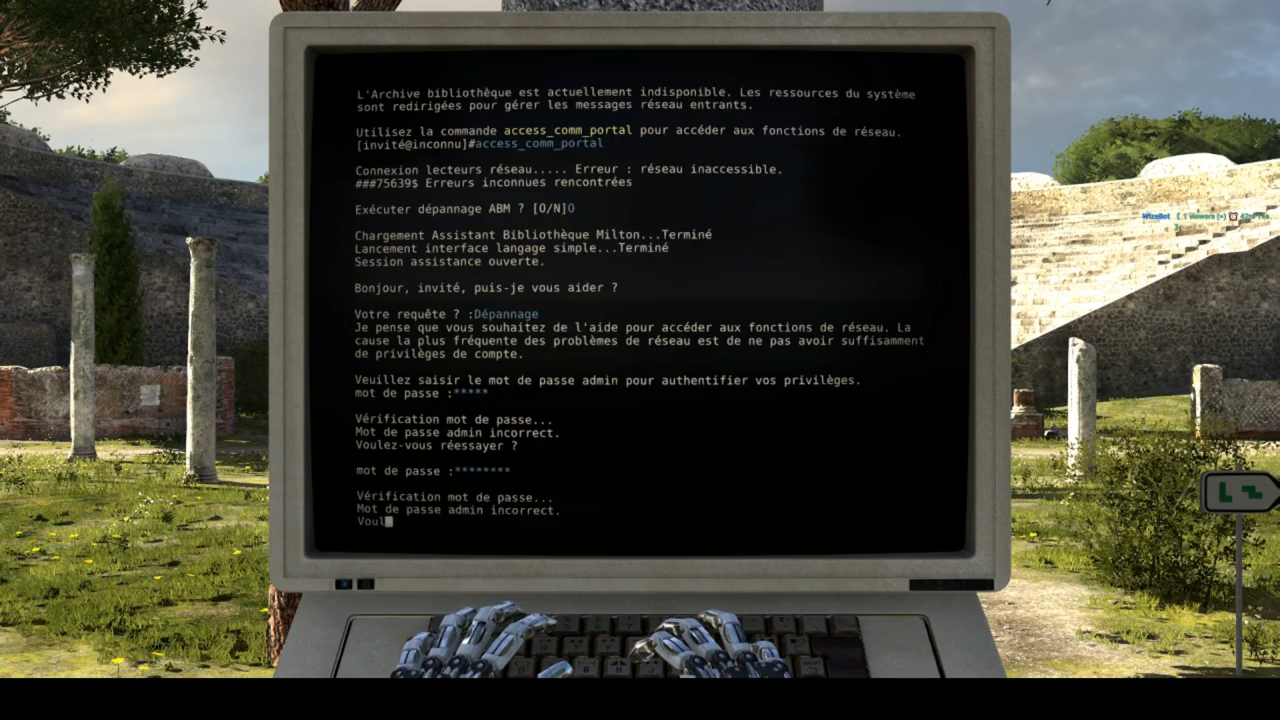 L'Archive bibliothèque est actuellement indisponible. Les ressources du système
sont redirigées pour gérer les messages réseau entrants.
Utilisez la commande access_comm_portal pour accéder aux fonctions de réseau.
[invité@inconnu]#access_comm_portal
Connexion lecteurs réseau..... Erreur : réseau inaccessible.
###75639$ Erreurs inconnues rencontrées
Exécuter dépannage ABM ? [O/N]O
Chargement Assistant Bibliothèque Milton...Terminé
Lancement interface langage simple...Terminé
Session assistance ouverte.
Bonjour, invité, puis-je vous aider ?
Votre requête ? :Dépannage
Je pense que vous souhaitez de l'aide pour accéder aux fonctions de réseau. La
cause la plus fréquente des problèmes de réseau est de ne pas avoir suffisamment
de privilèges de compte.
Veuillez saisir le mot de passe admin pour authentifier vos privilèges.
mot de passe :*****
Vérification mot de passe...
Mot de passe admin incorrect.
Voulez-vous réessayer ?
mot de passe :********
Vérification mot de passe...
Mot de passe admin incorrect.
Voul
WizeBot [ 1 viewers (=)